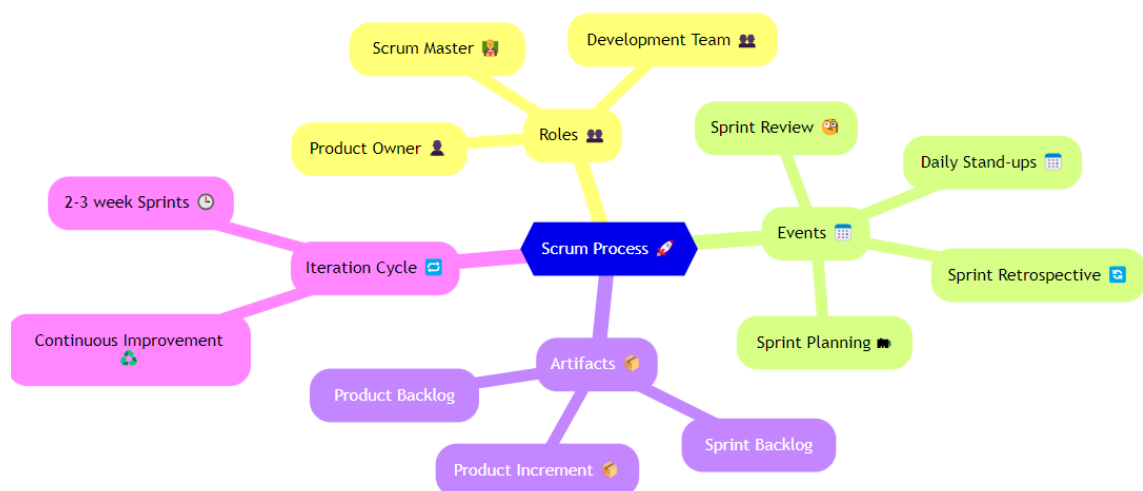 Scrum Master 👩‍🏫
Development Team 👥
Roles 👥
Product Owner 👤
Sprint Review 🧐
Daily Stand-ups 📅
Events 📅
Sprint Retrospective 🔄
Sprint Planning
Scrum Process 🚀
2-3 week Sprints 🕒
Iteration Cycle 🔁
Continuous Improvement
♻️
Artifacts 📦
Product Backlog
Product Increment 📦
Sprint Backlog